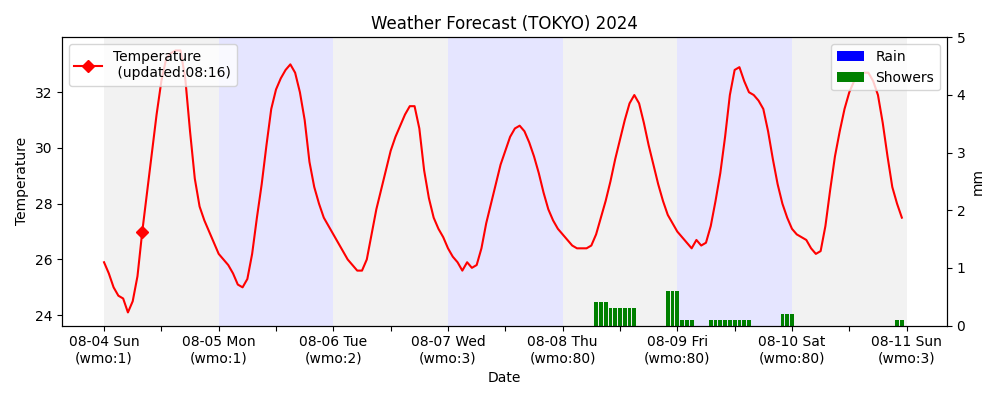 Weather Forecast (TOKYO) 2024
Temperature
(updated:08:16)
Rain
Showers
Temperature
32
30
28
26
24
5
4
3
2
1
0
mm
08-04 Sun
(wmo:1)
08-05 Mon
(wmo:1)
08-06 Tue
(wmo:2)
08-07 Wed
(wmo:3)
08-08 Thu
(wmo:80)
08-09 Fri
(wmo:80)
08-10 Sat
(wmo:80)
08-11 Sun
(wmo:3)
Date